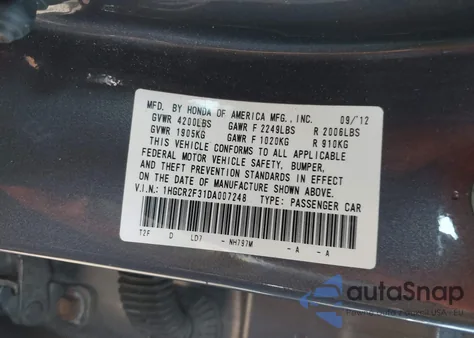 MFD. BY HONDA OF AMERICA MFG., INC. 09/'12
GVWR 4200LBS GAWR F 2249LBS R 2006LBS
GVWR 1905KG GAWR F 1020KG R 910KG
THIS VEHICLE CONFORMS TO ALL APPLICABLE
FEDERAL MOTOR VEHICLE SAFETY, BUMPER,
AND THEFT PREVENTION STANDARDS IN EFFECT
ON THE DATE OF MANUFACTURE SHOWN ABOVE.
V.I.N.: 1HGCR2F31DA007246 TYPE: PASSENGER CAR
T2F D LD7 - NH797M -A -A
autoSnap